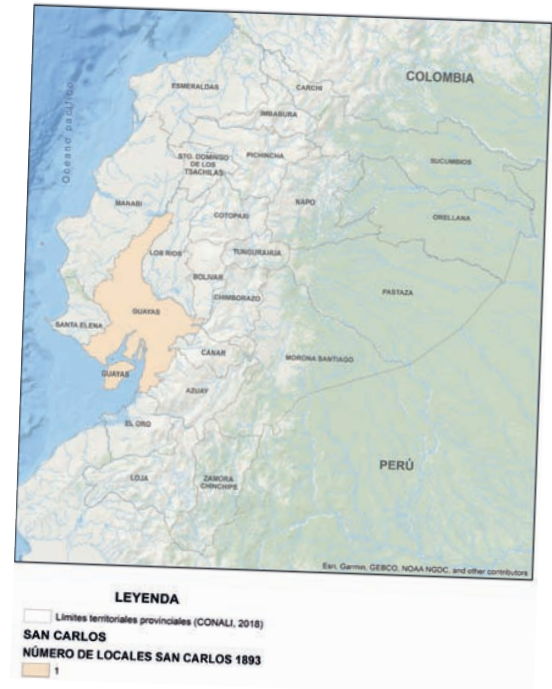 COLOMBIA
ESMERALDAS
CARCHI
IMBABURA
Oceano pacífico
STO. DOMINGO
DE LOS
TSACHILAS
PICHINCHA
SUCUMBIOS
MANABI
NAPO
COTOPAXI
ORELLANA
LOS RIOS
TUNGURAHUA
BOLIVAR
PASTAZA
CHIMBORAZO
GUAYAS
SANTA ELENA
CAÑAR
MORONA SANTIAGO
GUAYAS
AZUAY
EL ORO
PERÚ
LOJA
ZAMORA
CHINCHIPE
Esri, Garmin, GEBCO, NOAA NGDC, and other contributors
LEYENDA
Límites territoriales provinciales (CONALI, 2018)
SAN CARLOS
NÚMERO DE LOCALES SAN CARLOS 1893
1